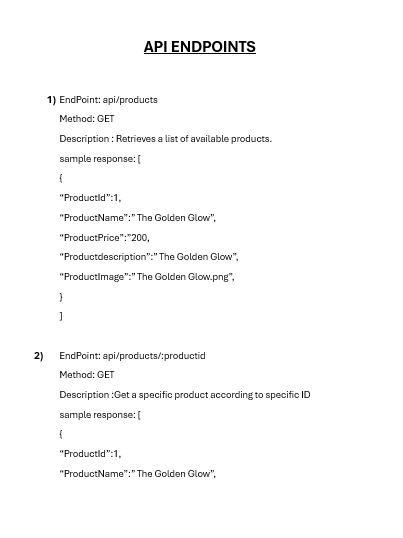 API ENDPOINTS
1) EndPoint: api/products
Method: GET
Description : Retrieves a list of available products.
sample response: [
{
“ProductId”:1,
“ProductName”:” The Golden Glow”,
“ProductPrice”:”200,
“Productdescription”:” The Golden Glow”,
“ProductImage”:” The Golden Glow.png”,
}
]
2) EndPoint: api/products/:productid
Method: GET
Description :Get a specific product according to specific ID
sample response: [
{
“ProductId”:1,
“ProductName”:” The Golden Glow”,